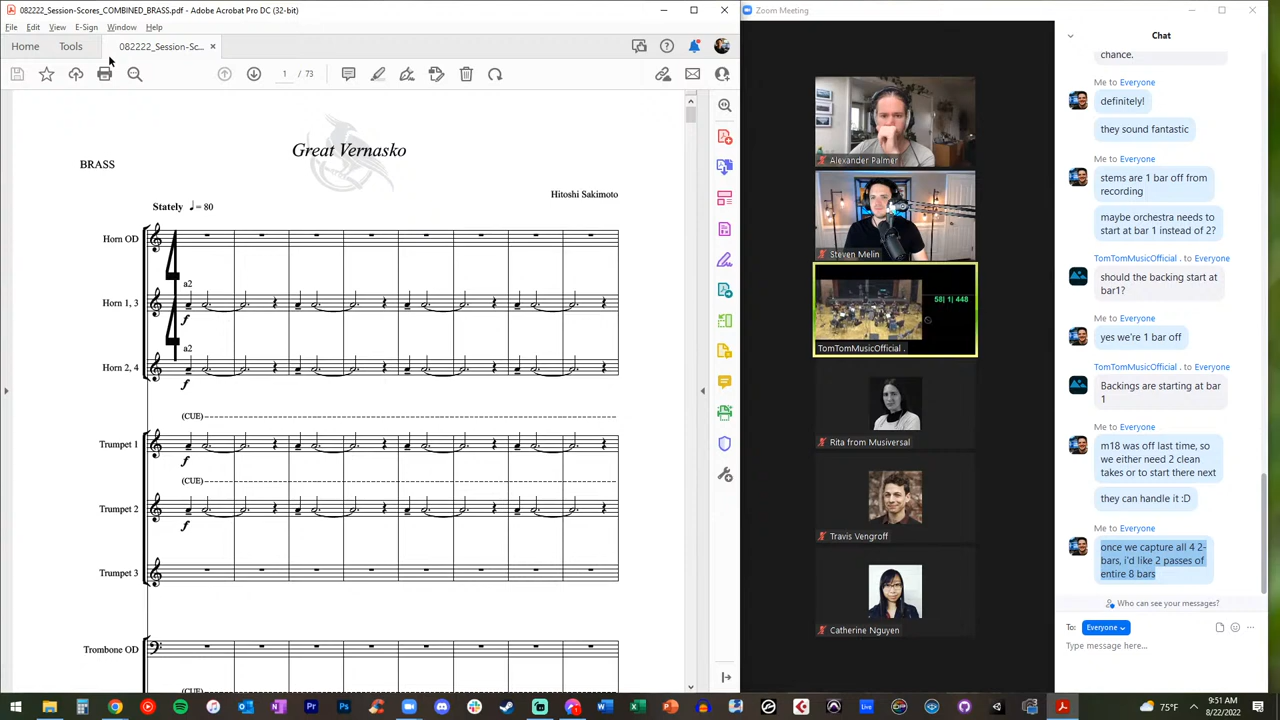 082222_Session-Scores_COMBINED_BRASS.pdf - Adobe Acrobat Pro DC (32-bit)
File Edit View E-Sign Window Help
Home Tools 082222_Session-Sc...
1 / 73
Great Vernasko
BRASS
Hitoshi Sakimoto
Stately ♩= 80
Horn OD
a2
Horn 1, 3
f
a2
Horn 2, 4
f
(CUE)
Trumpet 1
f
(CUE)
Trumpet 2
f
Trumpet 3
Trombone OD
(CUE)
Zoom Meeting
Alexander Palmer
Steven Melin
58| 1| 448
TomTomMusicOfficial .
Rita from Musiversal
Travis Vengroff
Catherine Nguyen
Chat
chance.
Me to Everyone
definitely!
they sound fantastic
Me to Everyone
stems are 1 bar off from
recording
maybe orchestra needs to
start at bar 1 instead of 2?
TomTomMusicOfficial . to Everyone
should the backing start at
bar1?
Me to Everyone
yes we're 1 bar off
TomTomMusicOfficial . to Everyone
Backings are starting at bar
1
Me to Everyone
m18 was off last time, so
we either need 2 clean
takes or to start there next
they can handle it :D
Me to Everyone
once we capture all 4 2-
bars, i'd like 2 passes of
entire 8 bars
Who can see your messages?
To: Everyone
Type message here...
75°F
9:51 AM
8/22/2022